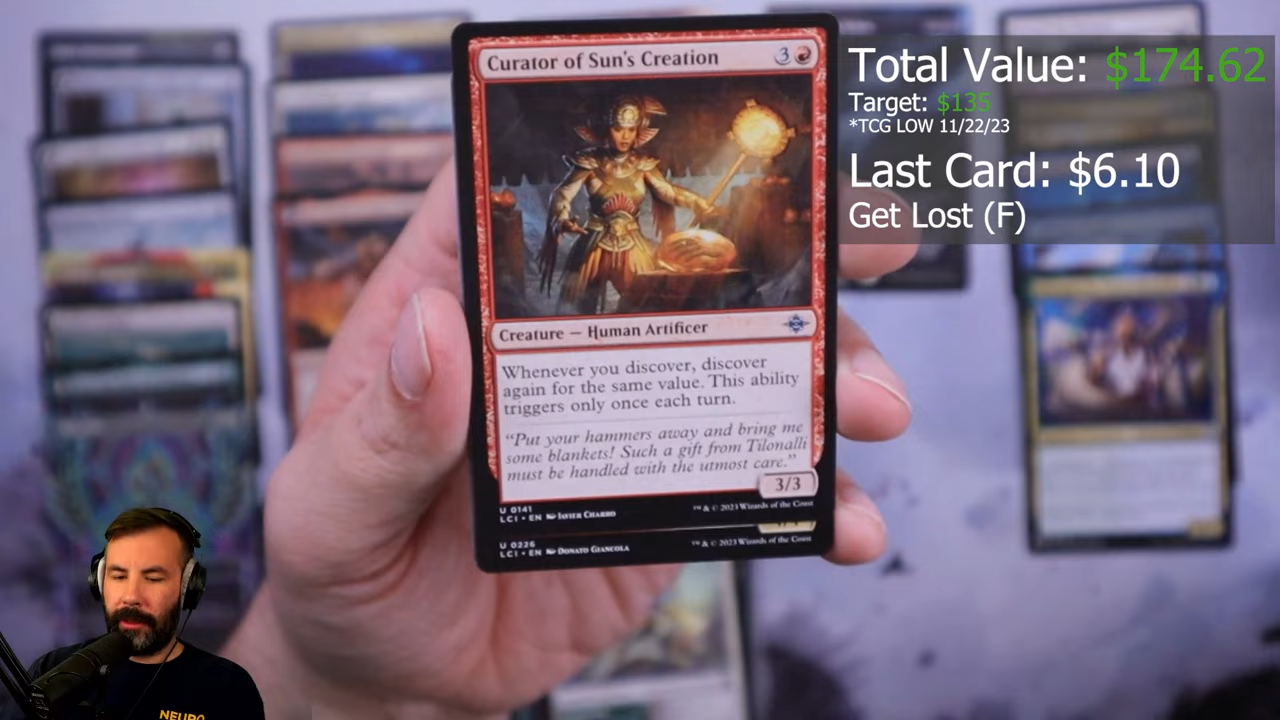 Curator of Sun's Creation
3
Creature — Human Artificer
Whenever you discover, discover
again for the same value. This ability
triggers only once each turn.
"Put your hammers away and bring me
some blankets! Such a gift from Tilonalli
must be handled with the utmost care."
3/3
U 0141
LCI • EN Javier Charro
™ & © 2023 Wizards of the Coast
U 0226
LCI • EN Donato Giancola
™ & © 2023 Wizards of the Coast
Total Value: $174.62
Target: $135
*TCG LOW 11/22/23
Last Card: $6.10
Get Lost (F)
NEURO